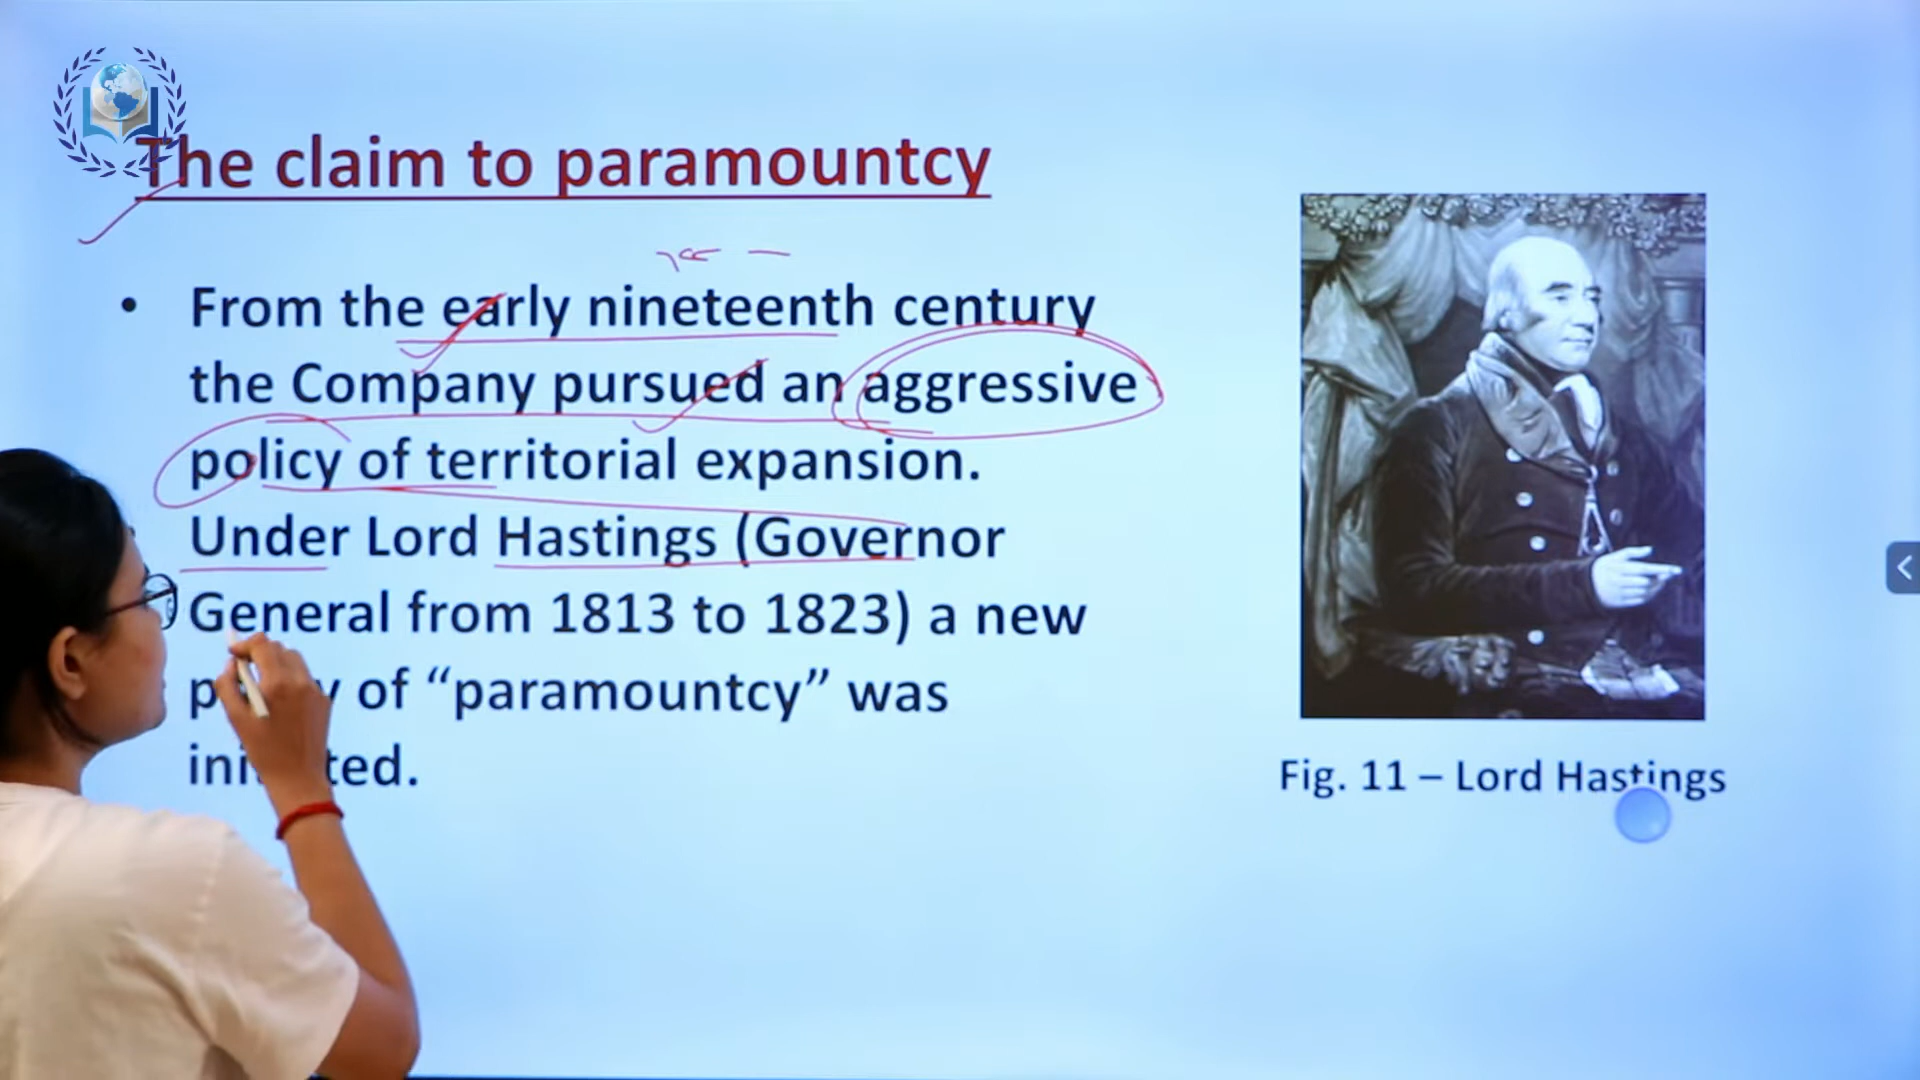 The claim to paramountcy
• From the early nineteenth century
the Company pursued an aggressive
policy of territorial expansion.
Under Lord Hastings (Governor
General from 1813 to 1823) a new
of “paramountcy” was
Fig. 11 – Lord Hastings